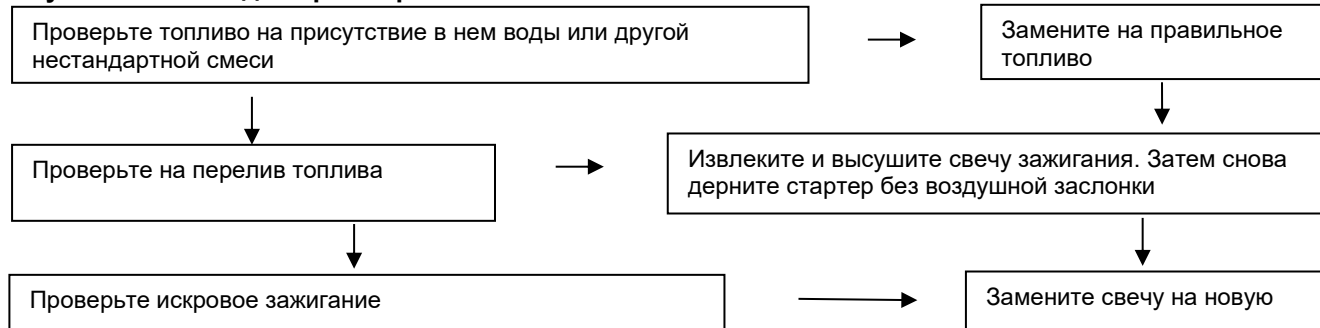 Проверьте топливо на присутствие в нем воды или другой
нестандартной смеси
Замените на правильное
топливо
Проверьте на перелив топлива
Извлеките и высушите свечу зажигания. Затем снова
дерните стартер без воздушной заслонки
Проверьте искровое зажигание
Замените свечу на новую